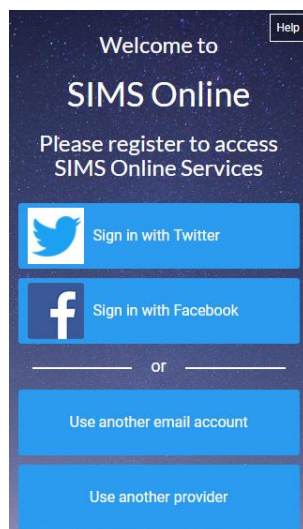 Help
Welcome to
SIMS Online
Please register to access
SIMS Online Services
Sign in with Twitter
Sign in with Facebook
or
Use another email account
Use another provider